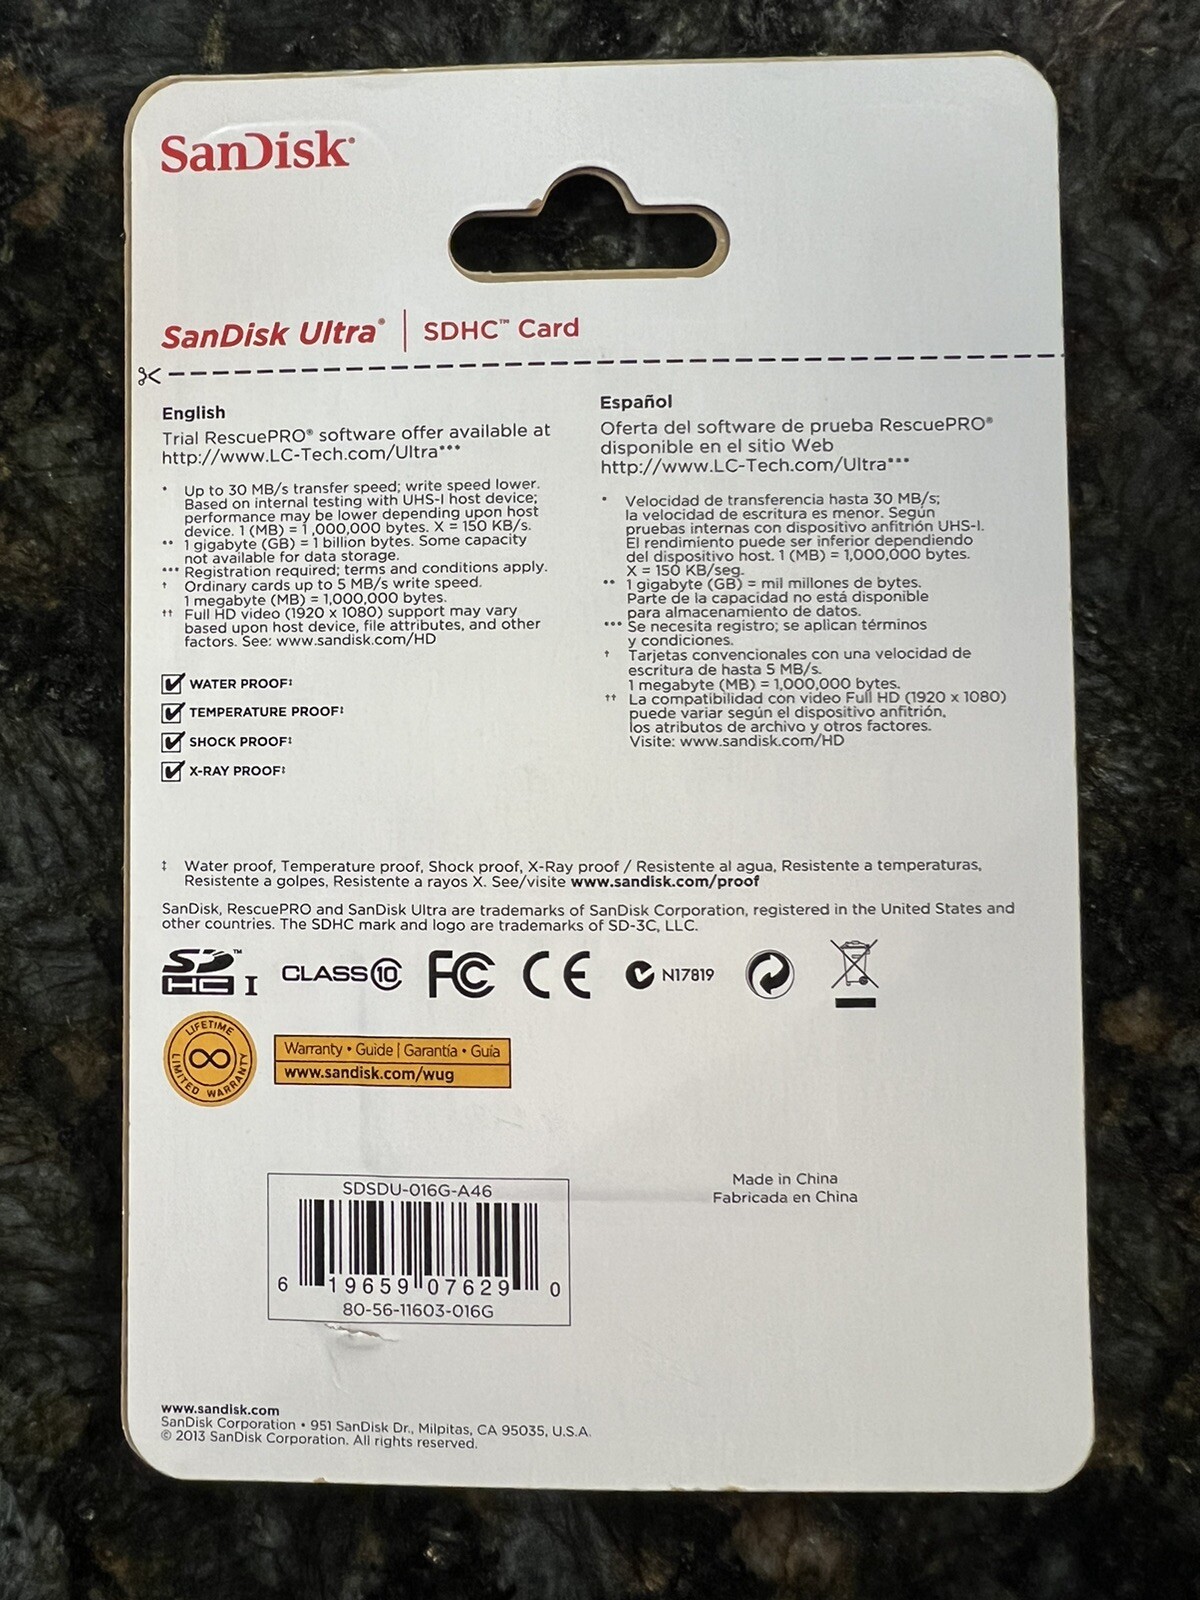 SanDisk®
SanDisk Ultra® | SDHC™ Card
English
Trial RescuePRO® software offer available at
http://www.LC-Tech.com/Ultra***
* Up to 30 MB/s transfer speed; write speed lower.
Based on internal testing with UHS-I host device;
performance may be lower depending upon host
device. 1 (MB) = 1,000,000 bytes. X = 150 KB/s.
** 1 gigabyte (GB) = 1 billion bytes. Some capacity
not available for data storage.
*** Registration required; terms and conditions apply.
† Ordinary cards up to 5 MB/s write speed.
1 megabyte (MB) = 1,000,000 bytes.
†† Full HD video (1920 x 1080) support may vary
based upon host device, file attributes, and other
factors. See: www.sandisk.com/HD
WATER PROOF‡
TEMPERATURE PROOF‡
SHOCK PROOF‡
X-RAY PROOF‡
Español
Oferta del software de prueba RescuePRO®
disponible en el sitio Web
http://www.LC-Tech.com/Ultra***
* Velocidad de transferencia hasta 30 MB/s;
la velocidad de escritura es menor. Según
pruebas internas con dispositivo anfitrión UHS-I.
El rendimiento puede ser inferior dependiendo
del dispositivo host. 1 (MB) = 1,000,000 bytes.
X = 150 KB/seg.
** 1 gigabyte (GB) = mil millones de bytes.
Parte de la capacidad no está disponible
para almacenamiento de datos.
*** Se necesita registro; se aplican términos
y condiciones.
† Tarjetas convencionales con una velocidad de
escritura de hasta 5 MB/s.
1 megabyte (MB) = 1,000,000 bytes.
†† La compatibilidad con video Full HD (1920 x 1080)
puede variar según el dispositivo anfitrión,
los atributos de archivo y otros factores.
Visite: www.sandisk.com/HD
‡ Water proof, Temperature proof, Shock proof, X-Ray proof / Resistente al agua, Resistente a temperaturas,
Resistente a golpes, Resistente a rayos X. See/visite www.sandisk.com/proof
SanDisk, RescuePRO and SanDisk Ultra are trademarks of SanDisk Corporation, registered in the United States and
other countries. The SDHC mark and logo are trademarks of SD-3C, LLC.
SD HC ™ I CLASS 10 FC CE N17819
LIFETIME LIMITED WARRANTY
Warranty • Guide | Garantía • Guía
www.sandisk.com/wug
SDSDU-016G-A46
6 19659 07629 0
80-56-11603-016G
Made in China
Fabricada en China
www.sandisk.com
SanDisk Corporation • 951 SanDisk Dr., Milpitas, CA 95035, U.S.A.
© 2013 SanDisk Corporation. All rights reserved.